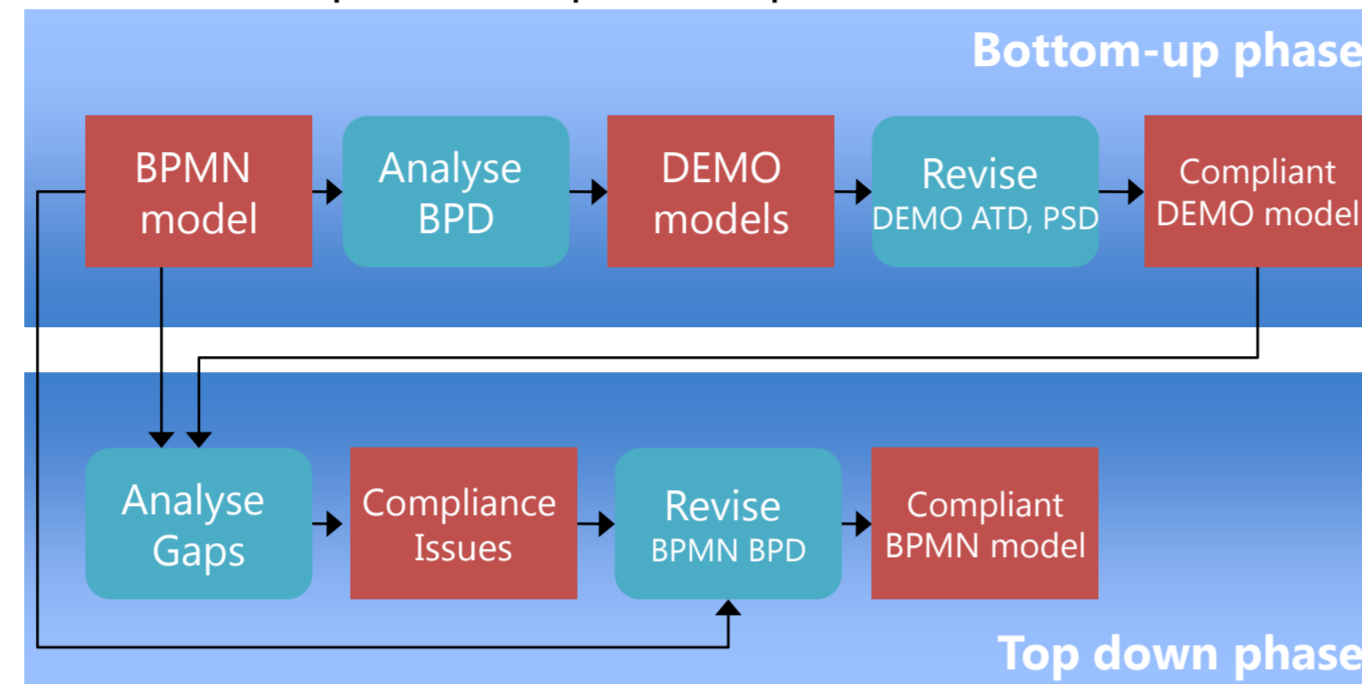 Bottom-up phase
BPMN
model
Analyse
BPD
DEMO
models
Revise
DEMO ATD, PSD
Compliant
DEMO model
Analyse
Gaps
Compliance
Issues
Revise
BPMN BPD
Compliant
BPMN model
Top down phase